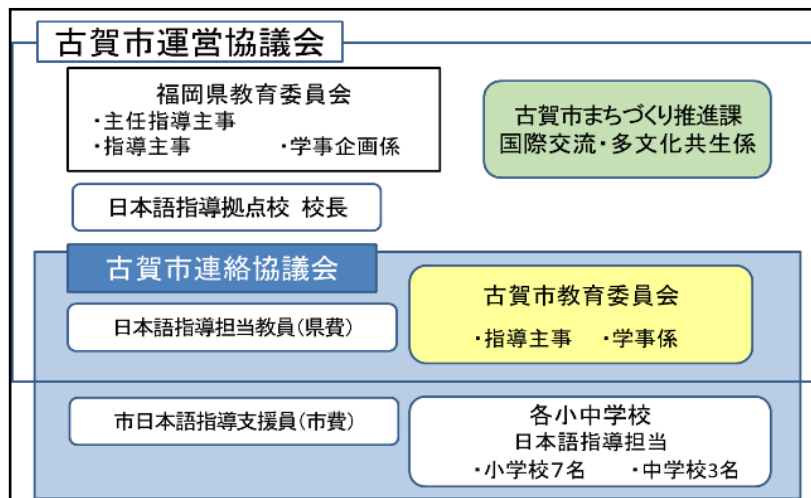 古賀市運営協議会
福岡県教育委員会
・主任指導主事
・指導主事　　　・学事企画係
古賀市まちづくり推進課
国際交流・多文化共生係
日本語指導拠点校 校長
古賀市連絡協議会
日本語指導担当教員(県費)
古賀市教育委員会
・指導主事　・学事係
市日本語指導支援員(市費)
各小中学校
日本語指導担当
・小学校7名　　・中学校3名